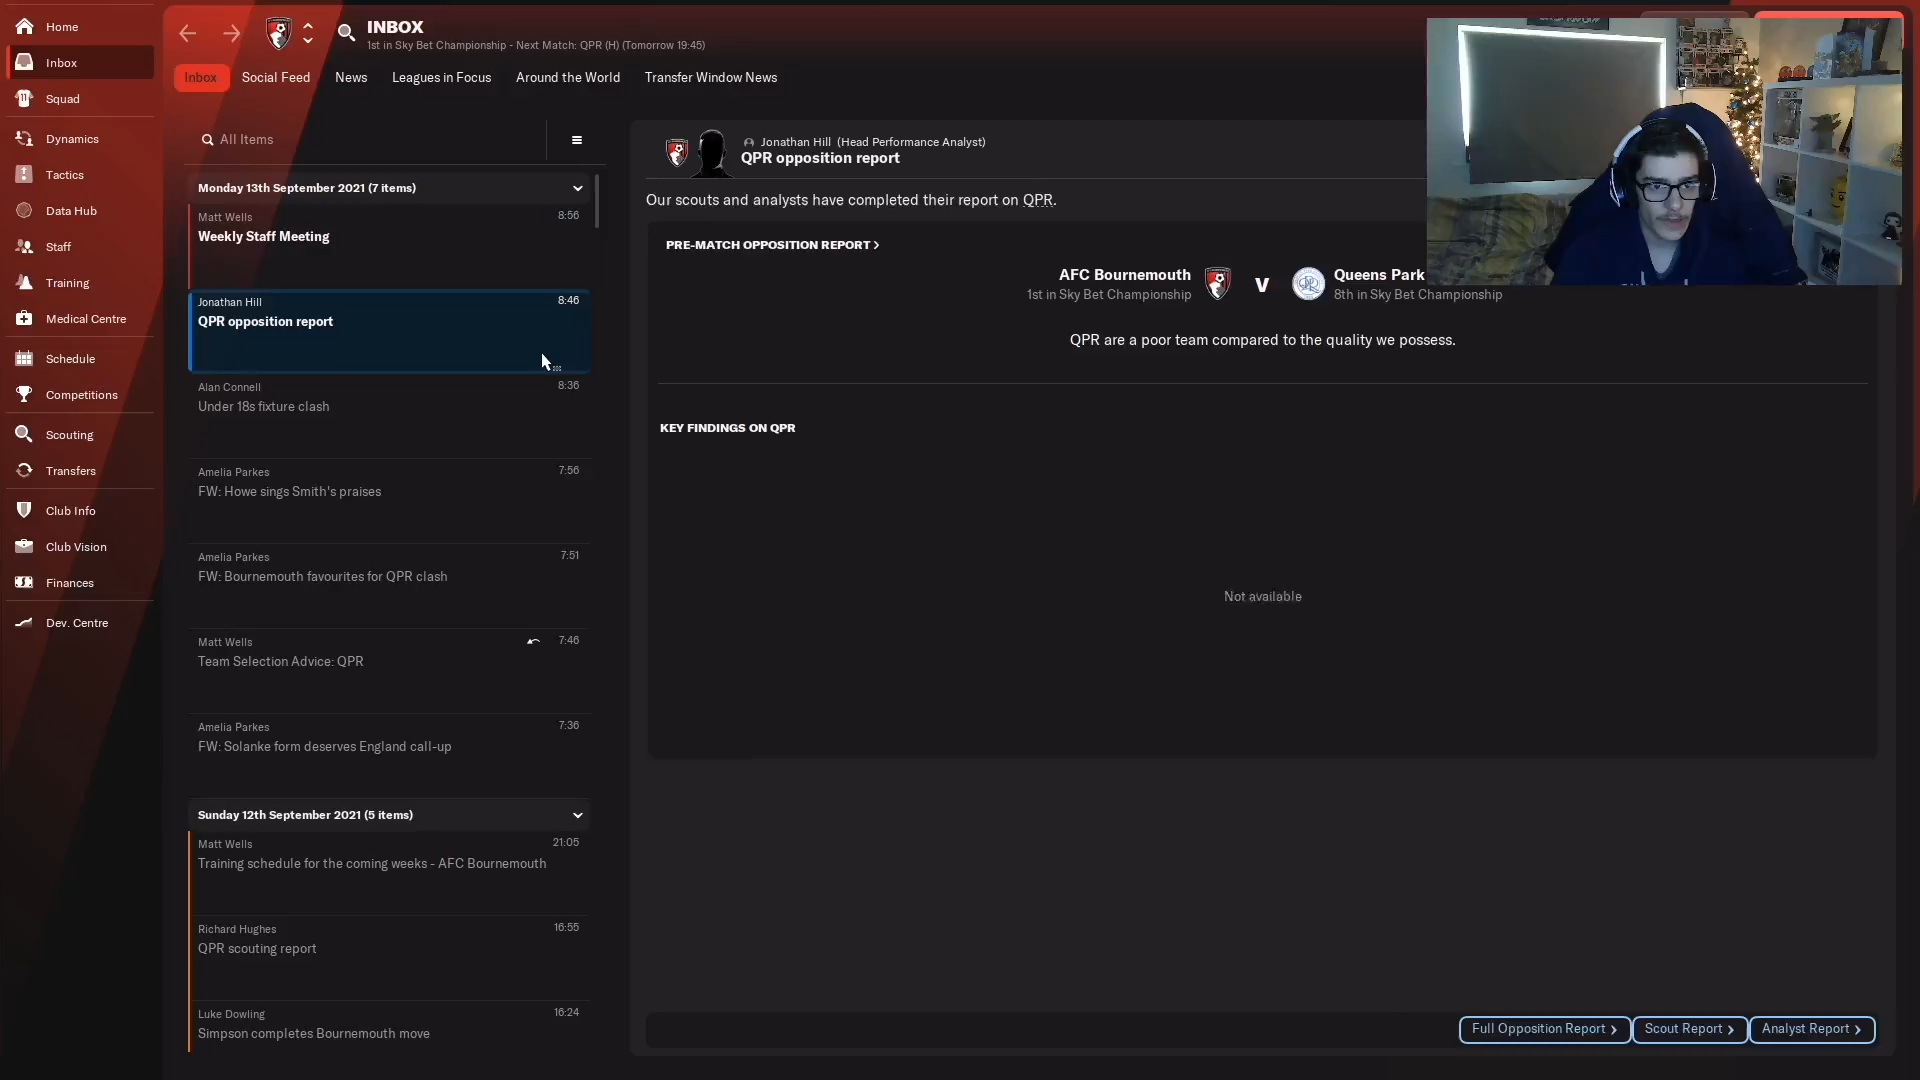 Home
Inbox
Squad
Dynamics
Tactics
Data Hub
Staff
Training
Medical Centre
Schedule
Competitions
Scouting
Transfers
Club Info
Club Vision
Finances
Dev. Centre
INBOX
1st in Sky Bet Championship - Next Match: QPR (H) (Tomorrow 19:45)
Inbox Social Feed News Leagues in Focus Around the World Transfer Window News
All Items
Monday 13th September 2021 (7 items)
Matt Wells 8:56
Weekly Staff Meeting
Jonathan Hill 8:46
QPR opposition report
Alan Connell 8:36
Under 18s fixture clash
Amelia Parkes 7:56
FW: Howe sings Smith's praises
Amelia Parkes 7:51
FW: Bournemouth favourites for QPR clash
Matt Wells 7:46
Team Selection Advice: QPR
Amelia Parkes 7:36
FW: Solanke form deserves England call-up
Sunday 12th September 2021 (5 items)
Matt Wells 21:05
Training schedule for the coming weeks - AFC Bournemouth
Richard Hughes 16:55
QPR scouting report
Luke Dowling 16:24
Simpson completes Bournemouth move
Jonathan Hill (Head Performance Analyst)
QPR opposition report
Our scouts and analysts have completed their report on QPR.
PRE-MATCH OPPOSITION REPORT >
AFC Bournemouth v Queens Park
1st in Sky Bet Championship 8th in Sky Bet Championship
QPR are a poor team compared to the quality we possess.
KEY FINDINGS ON QPR
Not available
Full Opposition Report > Scout Report > Analyst Report >